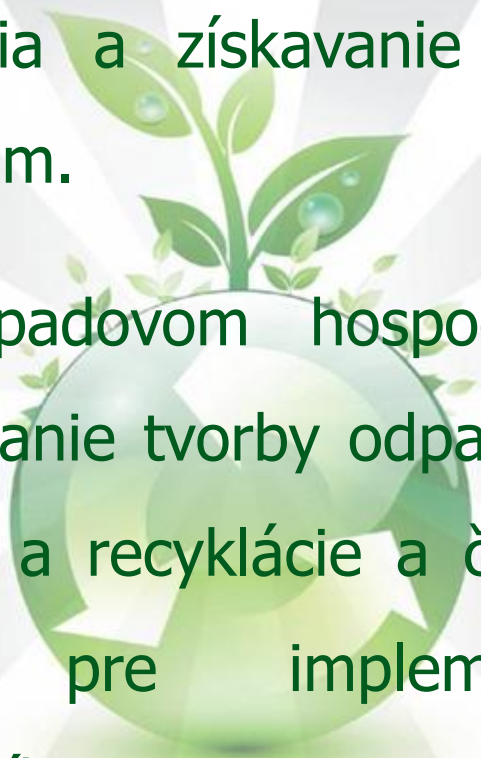 ia a získavanie
m.
padovom hospo
anie tvorby odpa
a recyklácie a č
pre implem